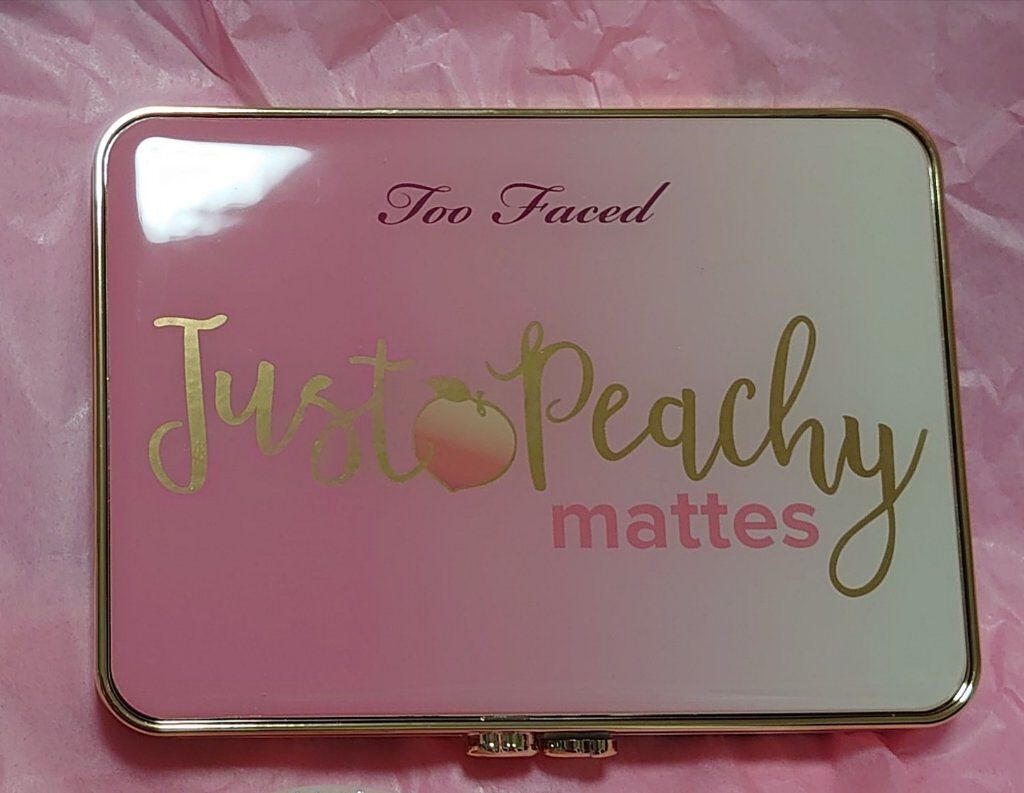 Too Faced
Just Peachy
mattes